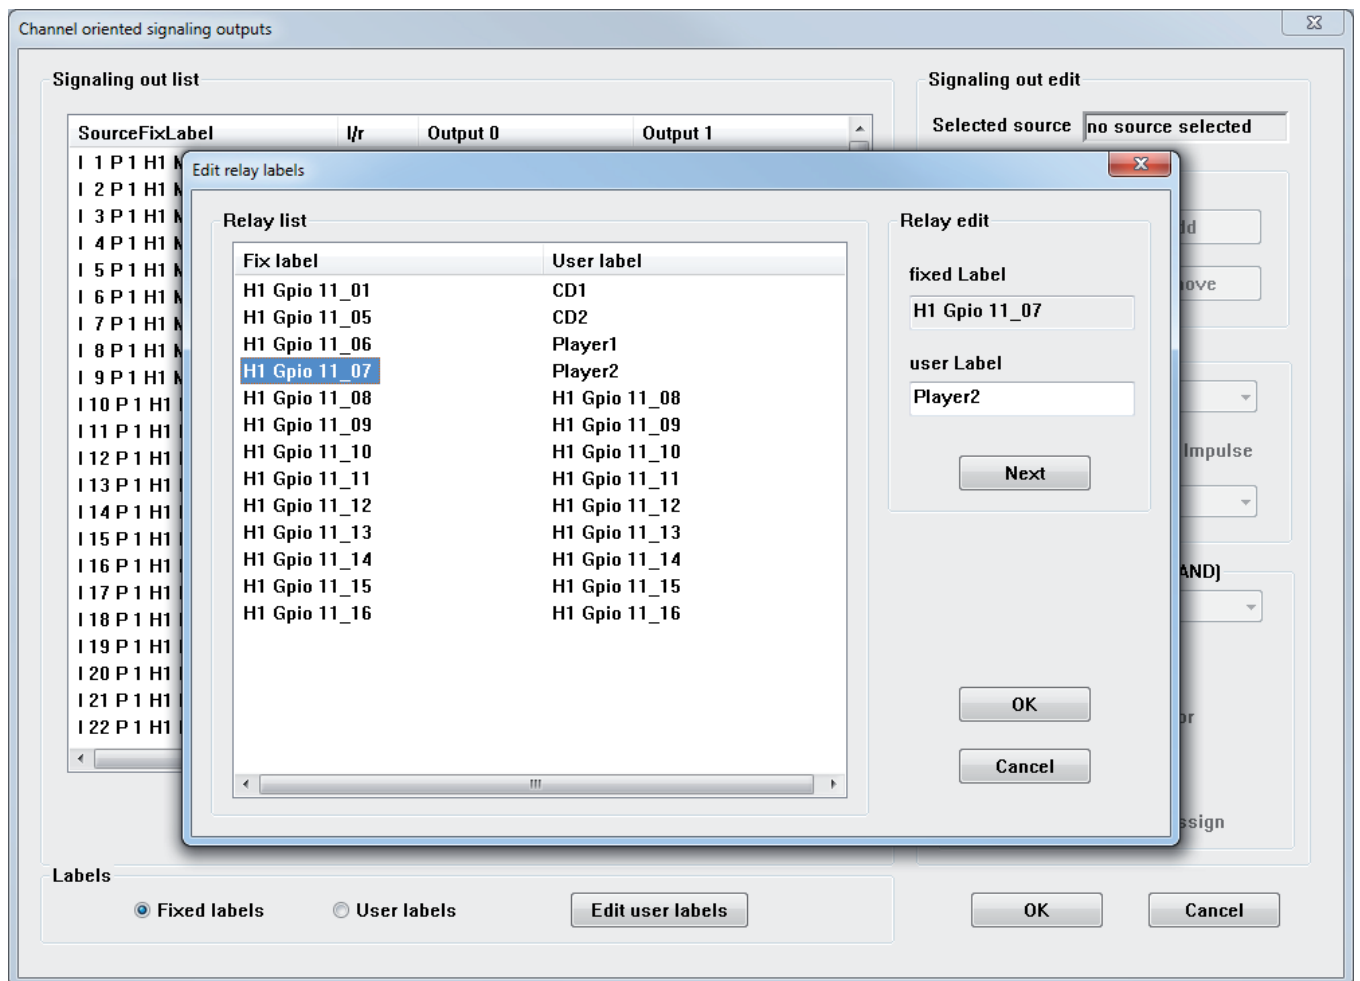 Channel oriented signaling outputs
Signaling out list
SourceFixLabel I/r Output 0 Output 1
I 1 P 1 H1
I 2 P 1 H1
I 3 P 1 H1
I 4 P 1 H1
I 5 P 1 H1
I 6 P 1 H1
I 7 P 1 H1
I 8 P 1 H1
I 9 P 1 H1
I 10 P 1 H1
I 11 P 1 H1
I 12 P 1 H1
I 13 P 1 H1
I 14 P 1 H1
I 15 P 1 H1
I 16 P 1 H1
I 17 P 1 H1
I 18 P 1 H1
I 19 P 1 H1
I 20 P 1 H1
I 21 P 1 H1
I 22 P 1 H1
Signaling out edit
Selected source no source selected
Impulse
AND)
Edit relay labels
Relay list
Fix label User label
H1 Gpio 11_01 CD1
H1 Gpio 11_05 CD2
H1 Gpio 11_06 Player1
H1 Gpio 11_07 Player2
H1 Gpio 11_08 H1 Gpio 11_08
H1 Gpio 11_09 H1 Gpio 11_09
H1 Gpio 11_10 H1 Gpio 11_10
H1 Gpio 11_11 H1 Gpio 11_11
H1 Gpio 11_12 H1 Gpio 11_12
H1 Gpio 11_13 H1 Gpio 11_13
H1 Gpio 11_14 H1 Gpio 11_14
H1 Gpio 11_15 H1 Gpio 11_15
H1 Gpio 11_16 H1 Gpio 11_16
Relay edit
fixed Label
H1 Gpio 11_07
user Label
Player2
Next
OK
Cancel
Labels
Fixed labels User labels Edit user labels
OK Cancel